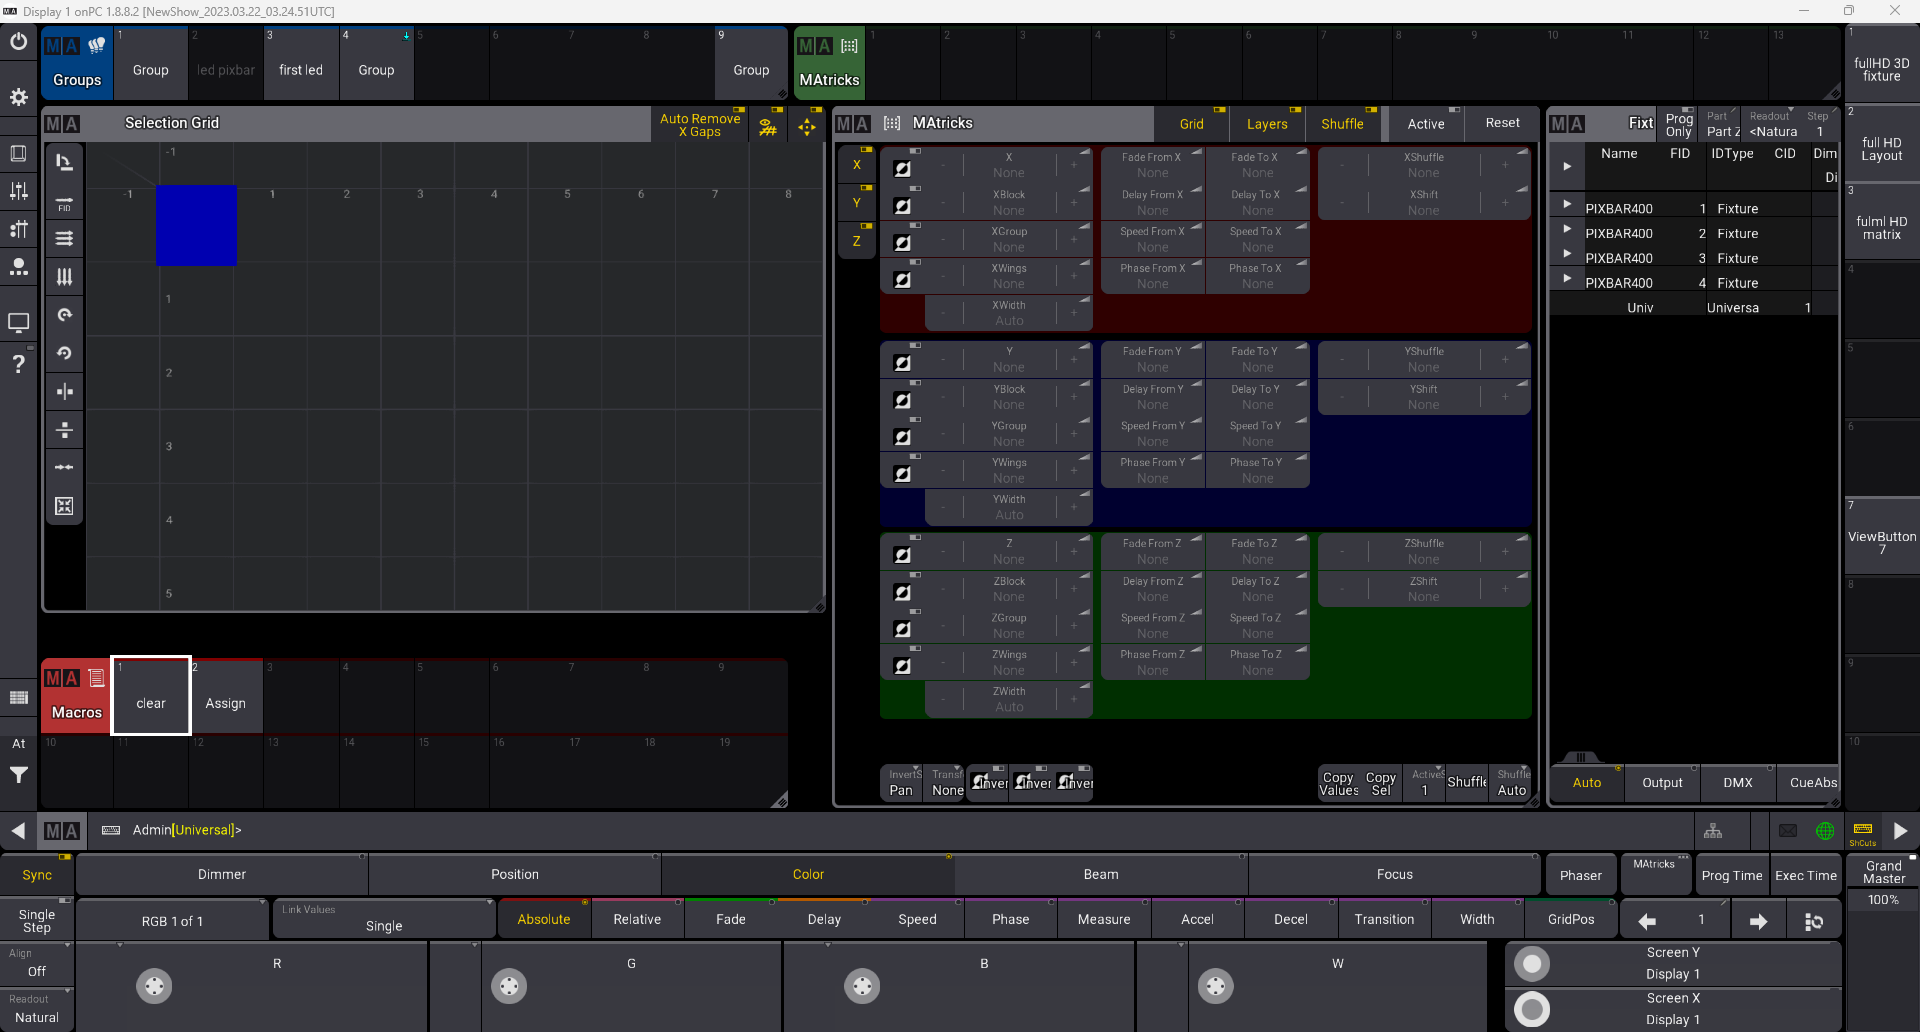 Display 1 onPC 1.8.8.2 [NewShow_2023.03.22_03.24.51UTC]
MA Groups
1 Group
2 led pixbar
3 first led
4 Group
5
6
7
8
9 Group
MA MAtricks
1 2 3 4 5 6 7 8 9 10 11 12 13
MA Selection Grid
Auto Remove X Gaps
FID
-1
-1 1 2 3 4 5 6 7 8
1
2
3
4
5
MA MAtricks
Grid Layers Shuffle Active Reset
X
Y
Z
- X None +
Fade From X None
Fade To X None
- XShuffle None +
- XBlock None +
Delay From X None
Delay To X None
- XShift None +
- XGroup None +
Speed From X None
Speed To X None
- XWings None +
Phase From X None
Phase To X None
- XWidth Auto +
- Y None +
Fade From Y None
Fade To Y None
- YShuffle None +
- YBlock None +
Delay From Y None
Delay To Y None
- YShift None +
- YGroup None +
Speed From Y None
Speed To Y None
- YWings None +
Phase From Y None
Phase To Y None
- YWidth Auto +
- Z None +
Fade From Z None
Fade To Z None
- ZShuffle None +
- ZBlock None +
Delay From Z None
Delay To Z None
- ZShift None +
- ZGroup None +
Speed From Z None
Speed To Z None
- ZWings None +
Phase From Z None
Phase To Z None
- ZWidth Auto +
InvertS Pan
Transf None
Inver Inver Inver
Copy Values
Copy Sel
ActiveS 1
Shuffle
Shuffle Auto
MA Fixt
Prog Only
Part Part Z
Readout <Natura
Step 1
Name FID IDType CID Dim
Di
PIXBAR400 1 Fixture
PIXBAR400 2 Fixture
PIXBAR400 3 Fixture
PIXBAR400 4 Fixture
Univ Universa 1
Auto Output DMX CueAbs
1 fullHD 3D fixture
2 full HD Layout
3 fulml HD matrix
4
5
6
7 ViewButton 7
8
9
10
MA Macros
1 clear
2 Assign
3 4 5 6 7 8 9
10 11 12 13 14 15 16 17 18 19
?
At
MA Admin[Universal]>
ShCuts
Sync Dimmer Position Color Beam Focus Phaser MAtricks Prog Time Exec Time
Grand Master
100%
Single Step
RGB 1 of 1
Link Values Single
Absolute Relative Fade Delay Speed Phase Measure Accel Decel Transition Width GridPos 1
Align Off
Readout Natural
R G B W
Screen Y
Display 1
Screen X
Display 1